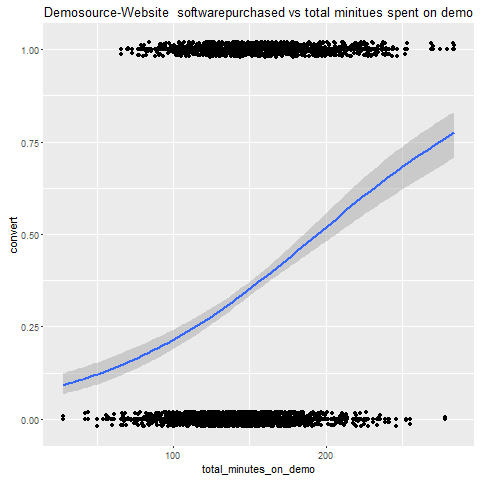 Demosource-Website softwarepurchased vs total minitues spent on demo
1.00
0.75
convert
0.50
0.25
0.00
100 200
total_minutes_on_demo